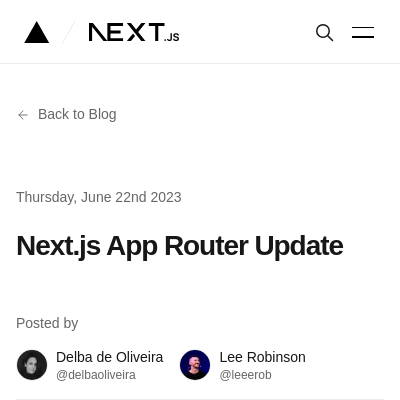 NEXT.JS
Back to Blog
Thursday, June 22nd 2023
Next.js App Router Update
Posted by
Delba de Oliveira
@delbaoliveira
Lee Robinson
@leeerob